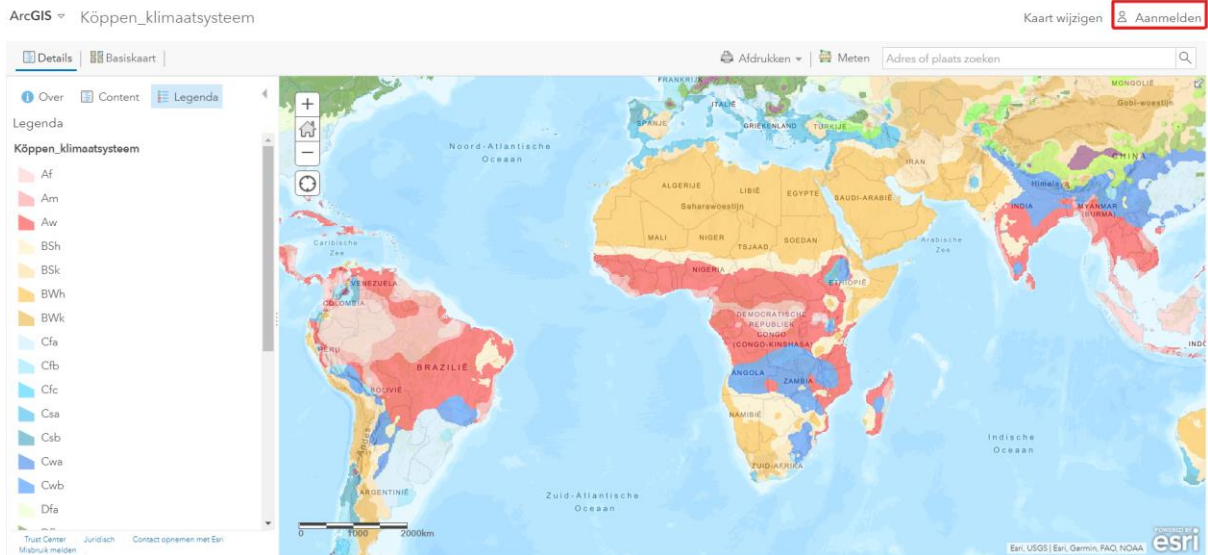 ArcGIS Köppen_klimaatsysteem
Kaart wijzigen Aanmelden
Details Basiskaart
Afdrukken Meten Adres of plaats zoeken
Over Content Legenda
Legenda
Köppen_klimaatsysteem
Af
Am
Aw
BSh
BSk
BWh
BWk
Cfa
Cfb
Cfc
Csa
Csb
Cwa
Cwb
Dfa
Trust Center Juridisch Contact opnemen met Esri
Misbruik melden
FRANKRIJK
MONGOLIË
Gobi-woestijn
ITALIË
SPANJE
GRIEKENLAND
TURKIJE
Noord-Atlantische
Oceaan
CHINA
IRAN
ALGERIJE
LIBIË
EGYPTE
SAUDI-ARABIË
Saharawoestijn
INDIA
MYANMAR
(BURMA)
MALI
NIGER
TSJAAD
SOEDAN
Caribische
Zee
Arabische
Zee
NIGERIA
ETHIOPIË
VENEZUELA
COLOMBIA
DEMOCRATISCHE
REPUBLIEK
CONGO
(CONGO-KINSHASA)
PERU
BRAZILIË
BOLIVIË
ANGOLA
ZAMBIA
NAMIBIË
Andes
Indische
Oceaan
ZUID-AFRIKA
ARGENTINIË
Zuid-Atlantische
Oceaan
0 1000 2000km
Esri, USGS | Esri, Garmin, FAO, NOAA
esri